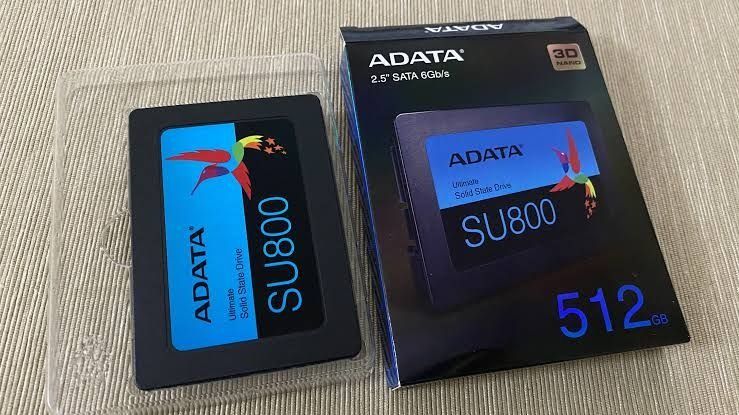 ADATA
Ultimate
Solid State Drive
SU800
ADATA
ADATA
2.5" SATA 6Gb/s
3D
NAND
ADATA
Ultimate
Solid State Drive
SU800
512GB